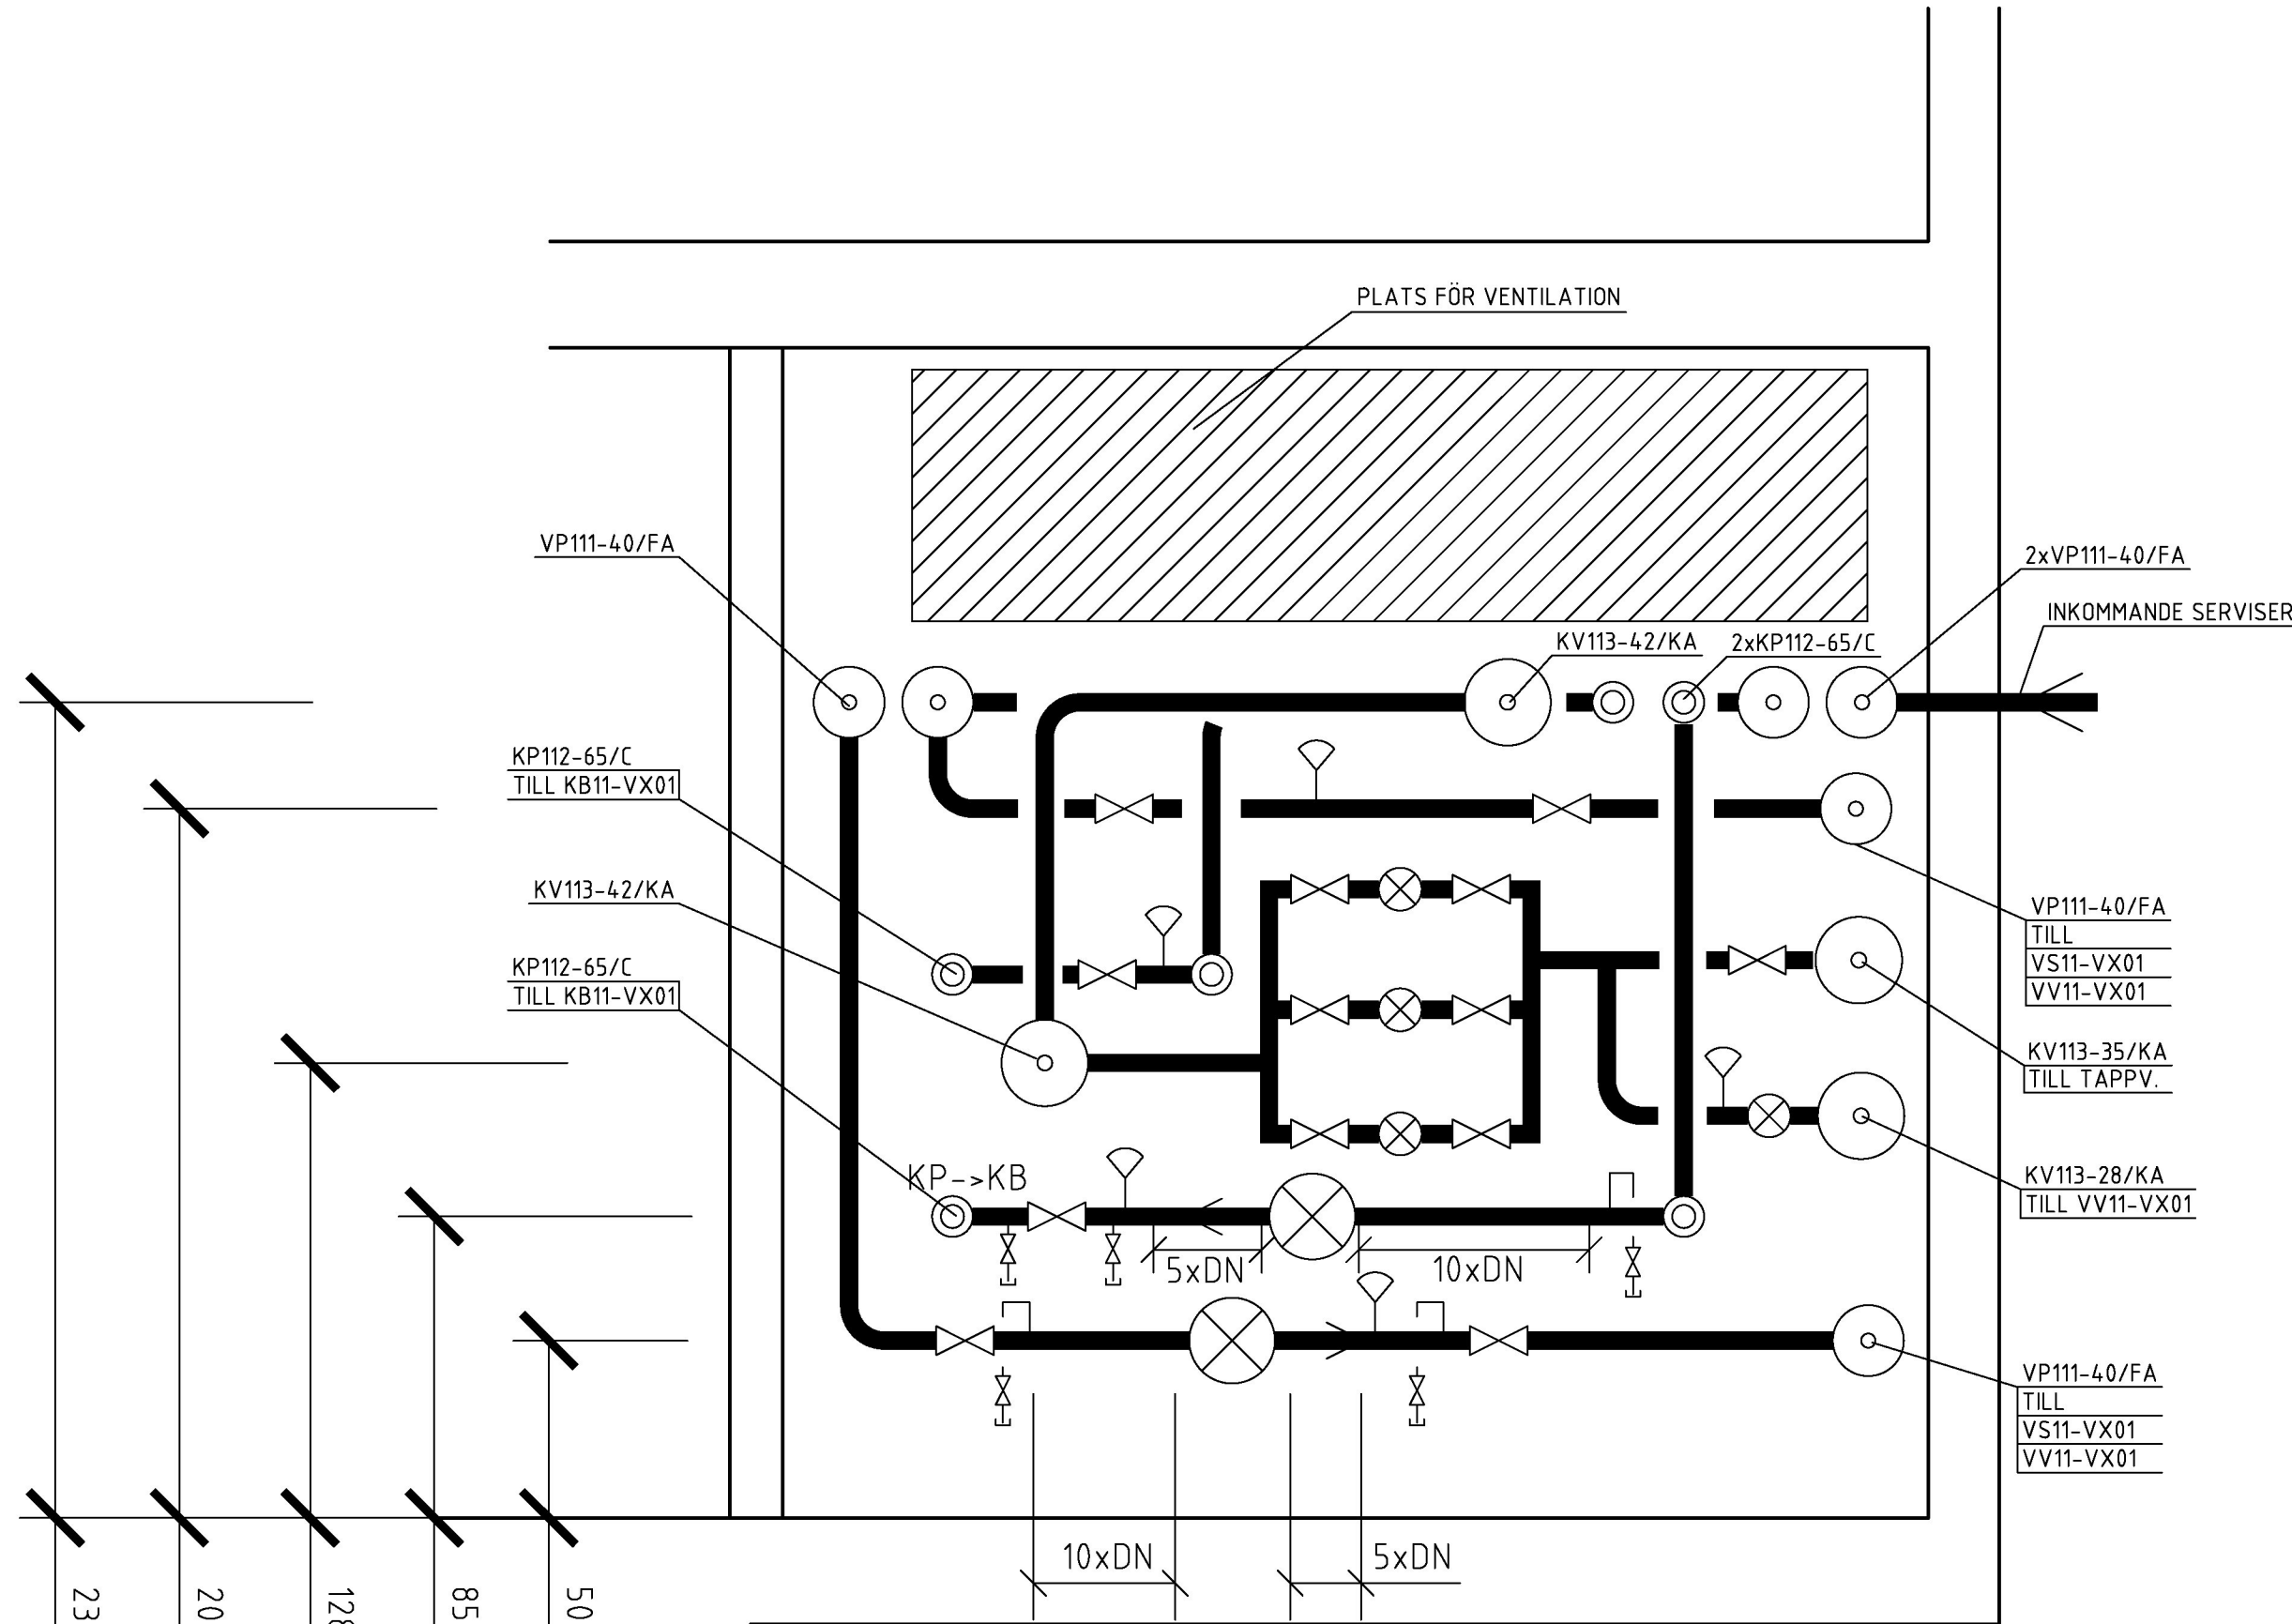 PLATS FÖR VENTILATION
VP111-40/FA
2xVP111-40/FA
INKOMMANDE SERVISER
KV113-42/KA
2xKP112-65/C
KP112-65/C
TILL KB11-VX01
KV113-42/KA
VP111-40/FA
TILL
VS11-VX01
VV11-VX01
KP112-65/C
TILL KB11-VX01
KV113-35/KA
TILL TAPPV.
KP->KB
KV113-28/KA
TILL VV11-VX01
5xDN
10xDN
VP111-40/FA
TILL
VS11-VX01
VV11-VX01
10xDN
5xDN
23
20
128
85
50